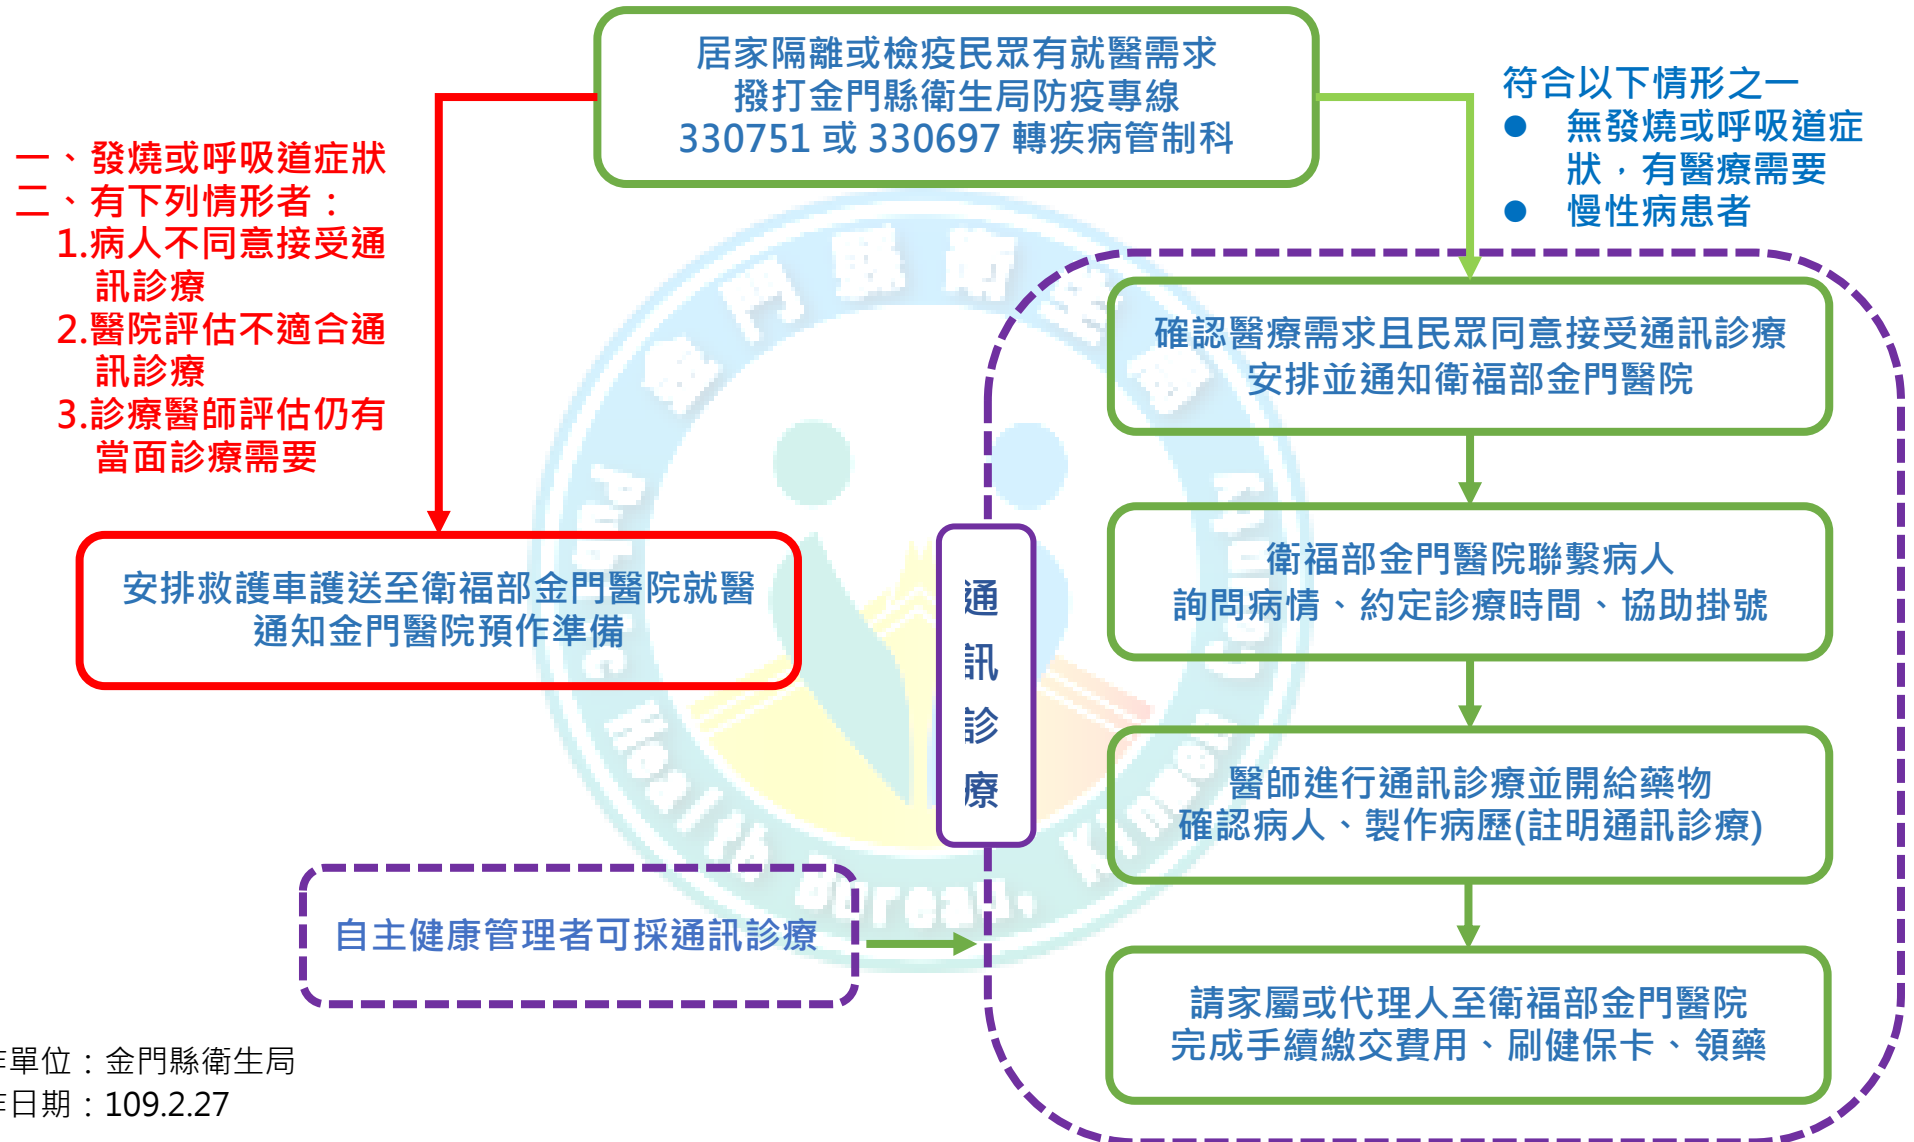 居家隔離或檢疫民眾有就醫需求
撥打金門縣衛生局防疫專線
330751 或 330697 轉疾病管制科
一、發燒或呼吸道症狀
二、有下列情形者：
1.病人不同意接受通
訊診療
2.醫院評估不適合通
訊診療
3.診療醫師評估仍有
當面診療需要
符合以下情形之一
● 無發燒或呼吸道症
狀，有醫療需要
● 慢性病患者
安排救護車護送至衛福部金門醫院就醫
通知金門醫院預作準備
通訊診療
確認醫療需求且民眾同意接受通訊診療
安排並通知衛福部金門醫院
衛福部金門醫院聯繫病人
詢問病情、約定診療時間、協助掛號
醫師進行通訊診療並開給藥物
確認病人、製作病歷(註明通訊診療)
請家屬或代理人至衛福部金門醫院
完成手續繳交費用、刷健保卡、領藥
自主健康管理者可採通訊診療
單位：金門縣衛生局
日期：109.2.27
金門縣衛生局
Public Health Bureau, Kinmen